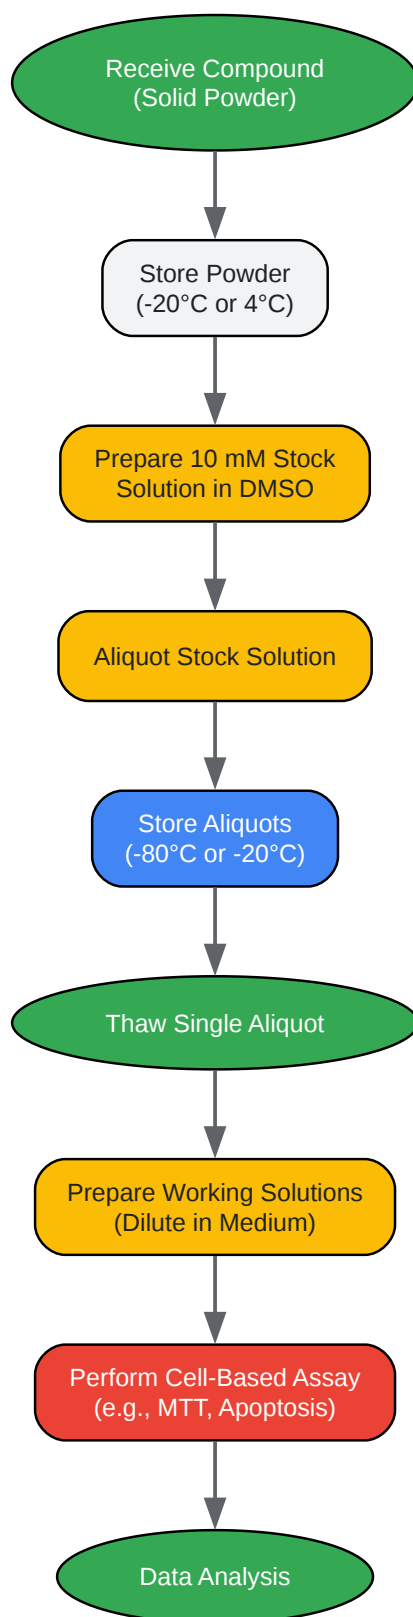 Receive Compound
(Solid Powder)
Store Powder
(-20°C or 4°C)
Prepare 10 mM Stock
Solution in DMSO
Aliquot Stock Solution
Store Aliquots
(-80°C or -20°C)
Thaw Single Aliquot
Prepare Working Solutions
(Dilute in Medium)
Perform Cell-Based Assay
(e.g., MTT, Apoptosis)
Data Analysis